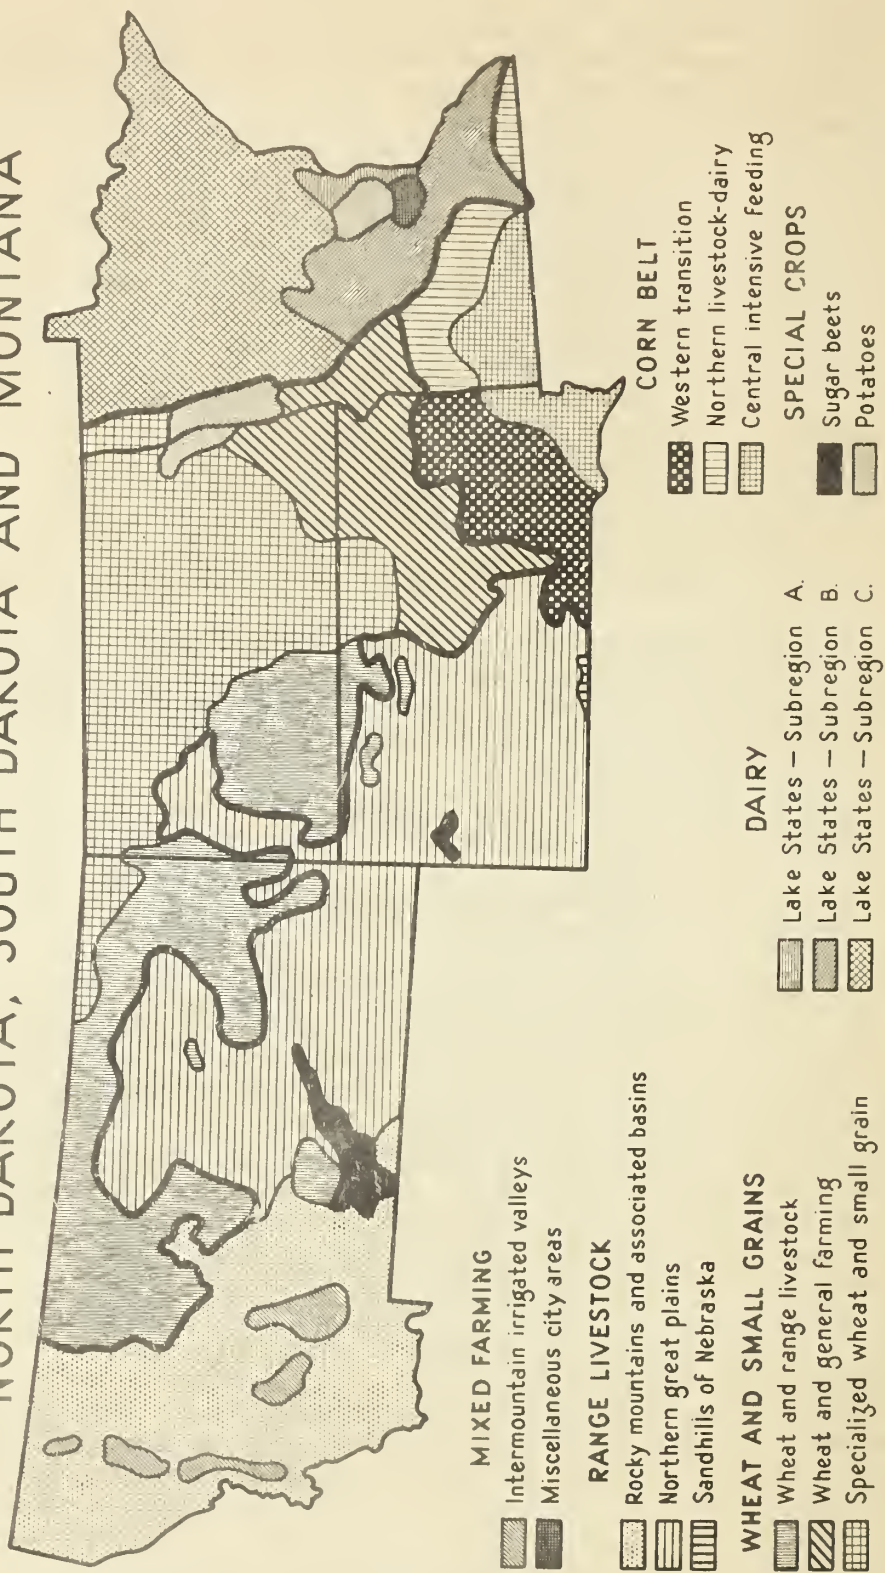 NORTH DAKOTA, SOUTH DAKOTA AND MONTANA
MIXED FARMING
Intermountain irrigated valleys
Miscellaneous city areas
RANGE LIVESTOCK
Rocky mountains and associated basins
Northern great plains
Sandhills of Nebraska
WHEAT AND SMALL GRAINS
Wheat and range livestock
Wheat and general farming
Specialized wheat and small grain
DAIRY
Lake States — Subregion A.
Lake States — Subregion B.
Lake States — Subregion C.
CORN BELT
Western transition
Northern livestock-dairy
Central intensive feeding
SPECIAL CROPS
Sugar beets
Potatoes